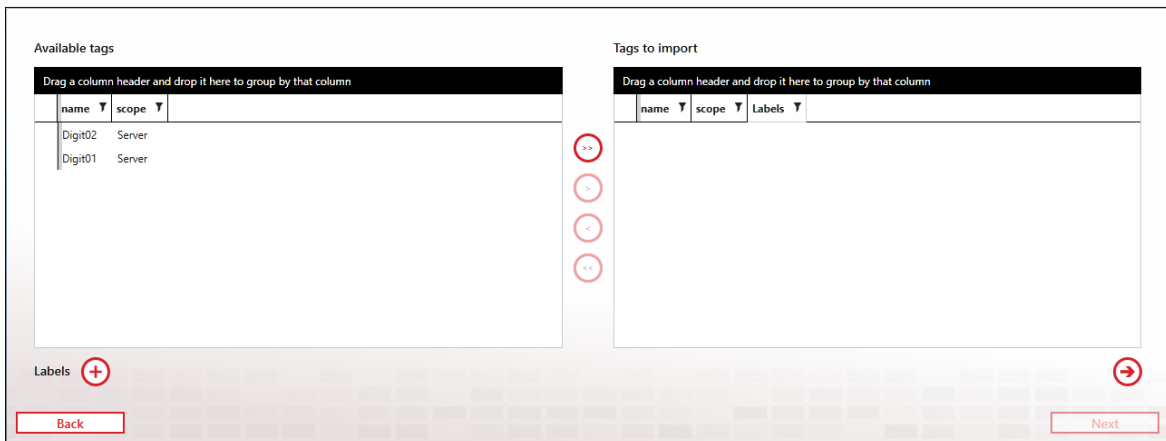 Available tags
Tags to import
Drag a column header and drop it here to group by that column
Drag a column header and drop it here to group by that column
name scope
name scope Labels
Digit02 Server
Digit01 Server
>>
>
<
<<
Labels
Back
Next